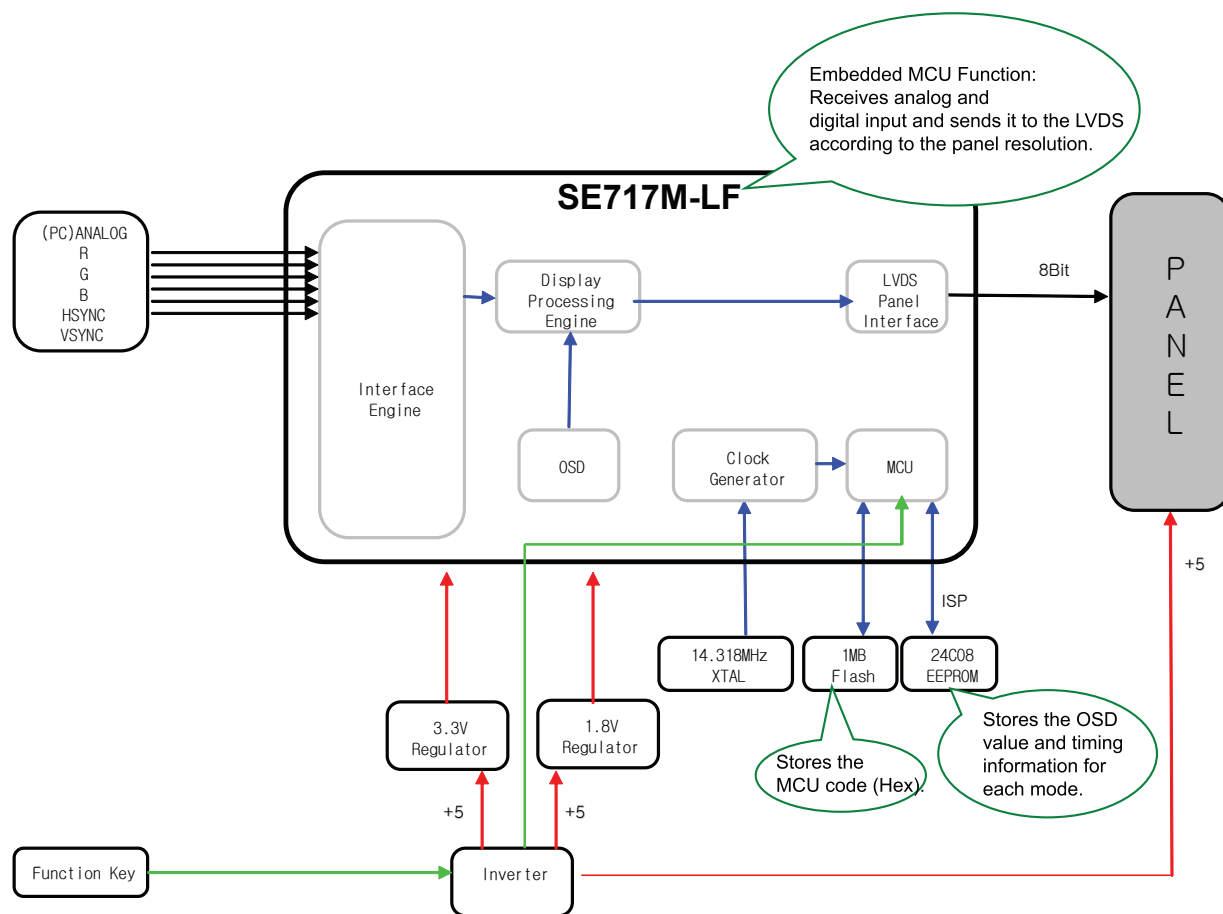 Embedded MCU Function:
Receives analog and
digital input and sends it to the LVDS
according to the panel resolution.
SE717M-LF
(PC)ANALOG
R
G
B
HSYNC
VSYNC
Interface
Engine
Display
Processing
Engine
LVDS
Panel
Interface
8Bit
PANEL
OSD
Clock
Generator
MCU
+5
ISP
14.318MHz
XTAL
1MB
Flash
24C08
EEPROM
3.3V
Regulator
1.8V
Regulator
Stores the
MCU code (Hex).
Stores the OSD
value and timing
information for
each mode.
+5
+5
Function Key
Inverter